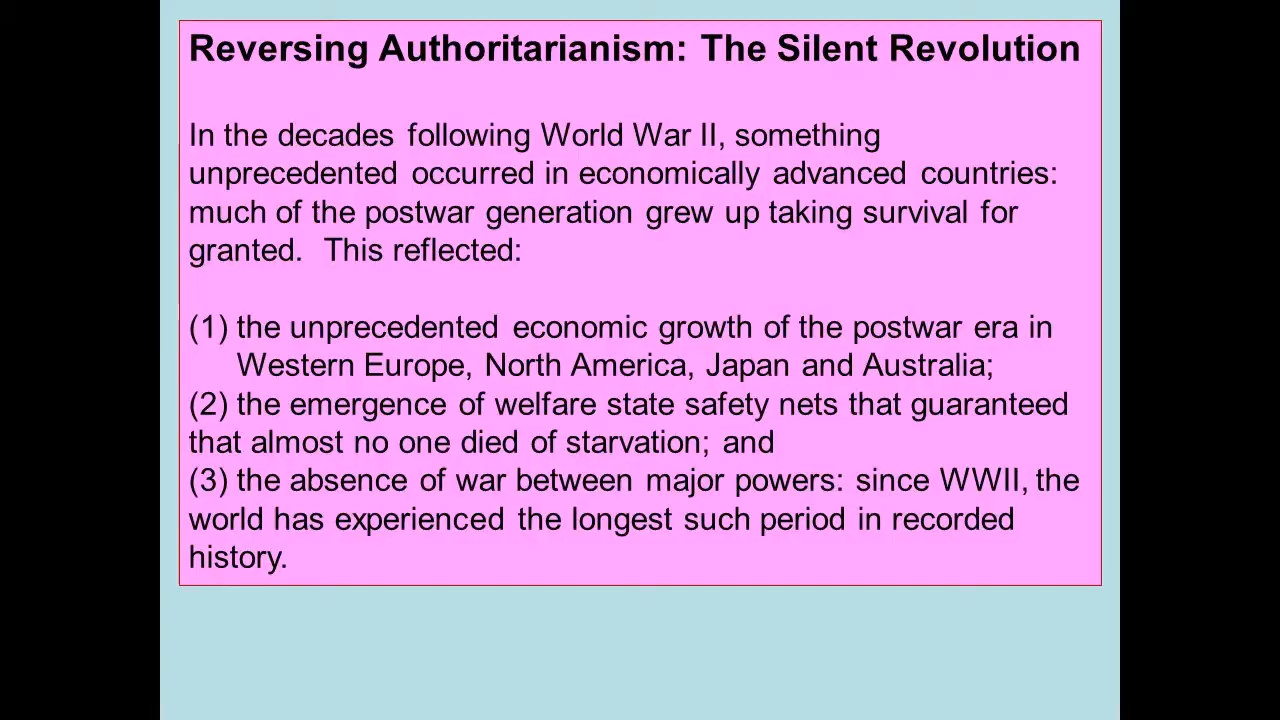 Reversing Authoritarianism: The Silent Revolution
In the decades following World War II, something
unprecedented occurred in economically advanced countries:
much of the postwar generation grew up taking survival for
granted. This reflected:
(1) the unprecedented economic growth of the postwar era in
Western Europe, North America, Japan and Australia;
(2) the emergence of welfare state safety nets that guaranteed
that almost no one died of starvation; and
(3) the absence of war between major powers: since WWII, the
world has experienced the longest such period in recorded
history.